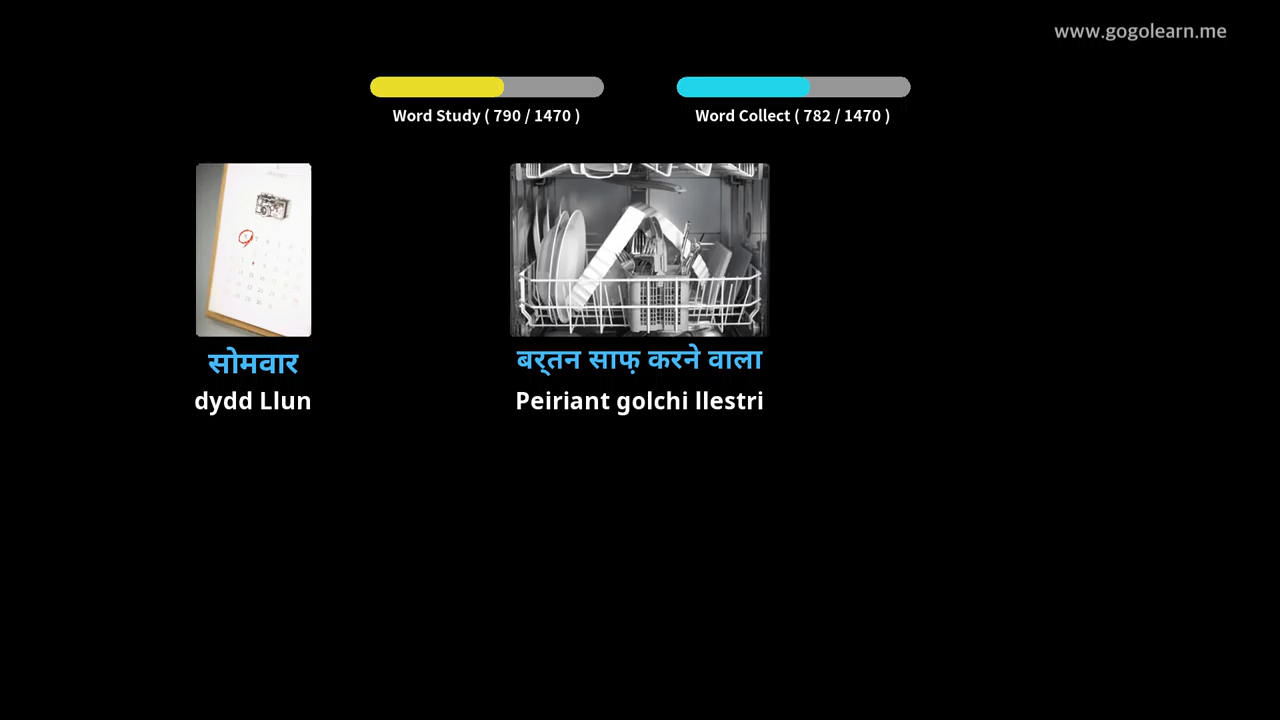 www.gogolearn.me
Word Study ( 790 / 1470 )
Word Collect ( 782 / 1470 )
सोमवार
dydd Llun
बर्‌तन साफ़ करने वाला
Peiriant golchi llestri